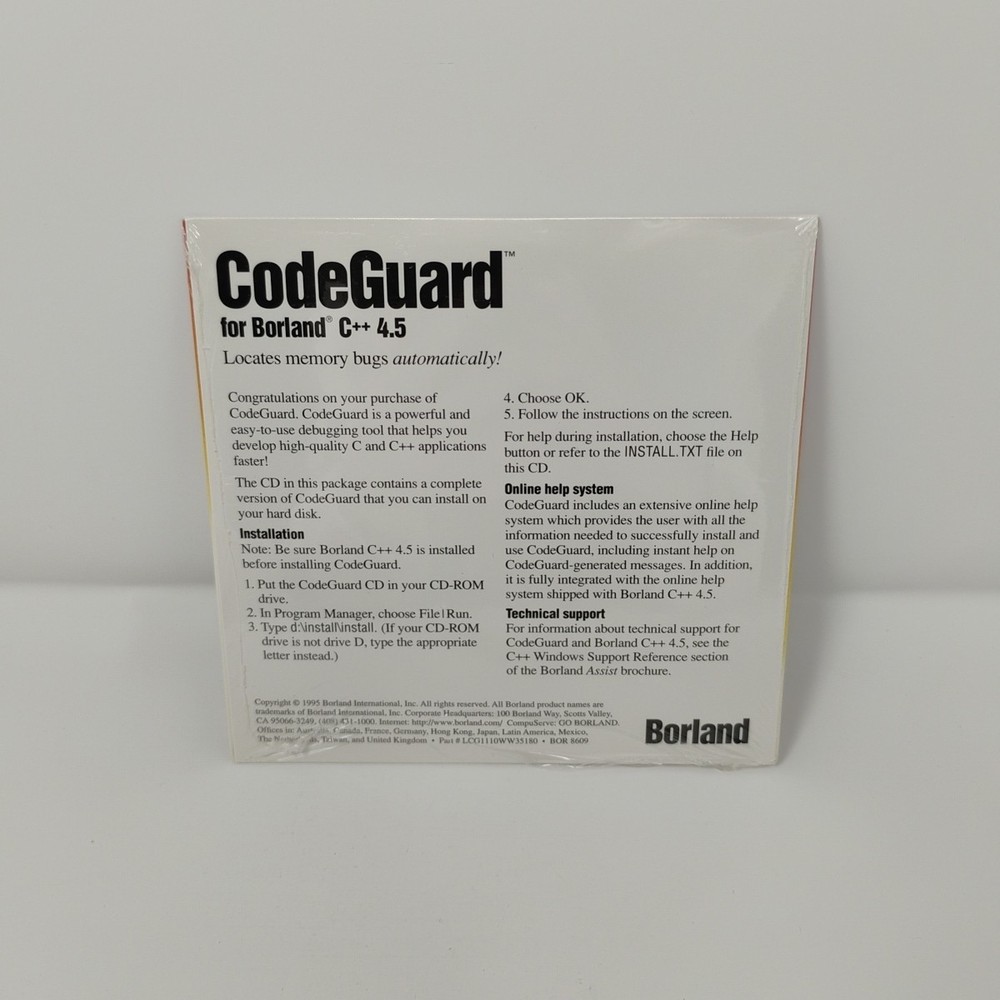 CodeGuard™
for Borland® C++ 4.5
Locates memory bugs automatically!
Congratulations on your purchase of
CodeGuard. CodeGuard is a powerful and
easy-to-use debugging tool that helps you
develop high-quality C and C++ applications
faster!
The CD in this package contains a complete
version of CodeGuard that you can install on
your hard disk.
Installation
Note: Be sure Borland C++ 4.5 is installed
before installing CodeGuard.
1. Put the CodeGuard CD in your CD-ROM
drive.
2. In Program Manager, choose File|Run.
3. Type d:\install\install. (If your CD-ROM
drive is not drive D, type the appropriate
letter instead.)
4. Choose OK.
5. Follow the instructions on the screen.
For help during installation, choose the Help
button or refer to the INSTALL.TXT file on
this CD.
Online help system
CodeGuard includes an extensive online help
system which provides the user with all the
information needed to successfully install and
use CodeGuard, including instant help on
CodeGuard-generated messages. In addition,
it is fully integrated with the online help
system shipped with Borland C++ 4.5.
Technical support
For information about technical support for
CodeGuard and Borland C++ 4.5, see the
C++ Windows Support Reference section
of the Borland Assist brochure.
Copyright © 1995 Borland International, Inc. All rights reserved. All Borland product names are
trademarks of Borland International, Inc. Corporate Headquarters: 100 Borland Way, Scotts Valley,
CA 95066-3249, (408) 431-1000. Internet: http://www.borland.com/ CompuServe: GO BORLAND.
Offices in: Canada, France, Germany, Hong Kong, Japan, Latin America, Mexico,
The Taiwan, and United Kingdom • Part # LCG1110WW35180 • BOR 8609
Borland